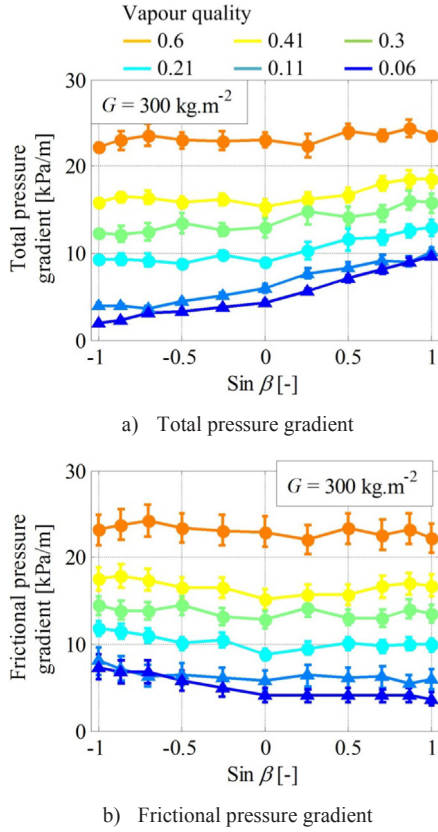 Vapour quality
0.6 0.41 0.3
0.21 0.11 0.06
30
G = 300 kg.m-2
20
10
0
Total pressure
gradient [kPa/m]
-1 -0.5 0 0.5 1
Sin β [-]
a) Total pressure gradient
30
G = 300 kg.m-2
20
10
0
Frictional pressure
gradient [kPa/m]
-1 -0.5 0 0.5 1
Sin β [-]
b) Frictional pressure gradient